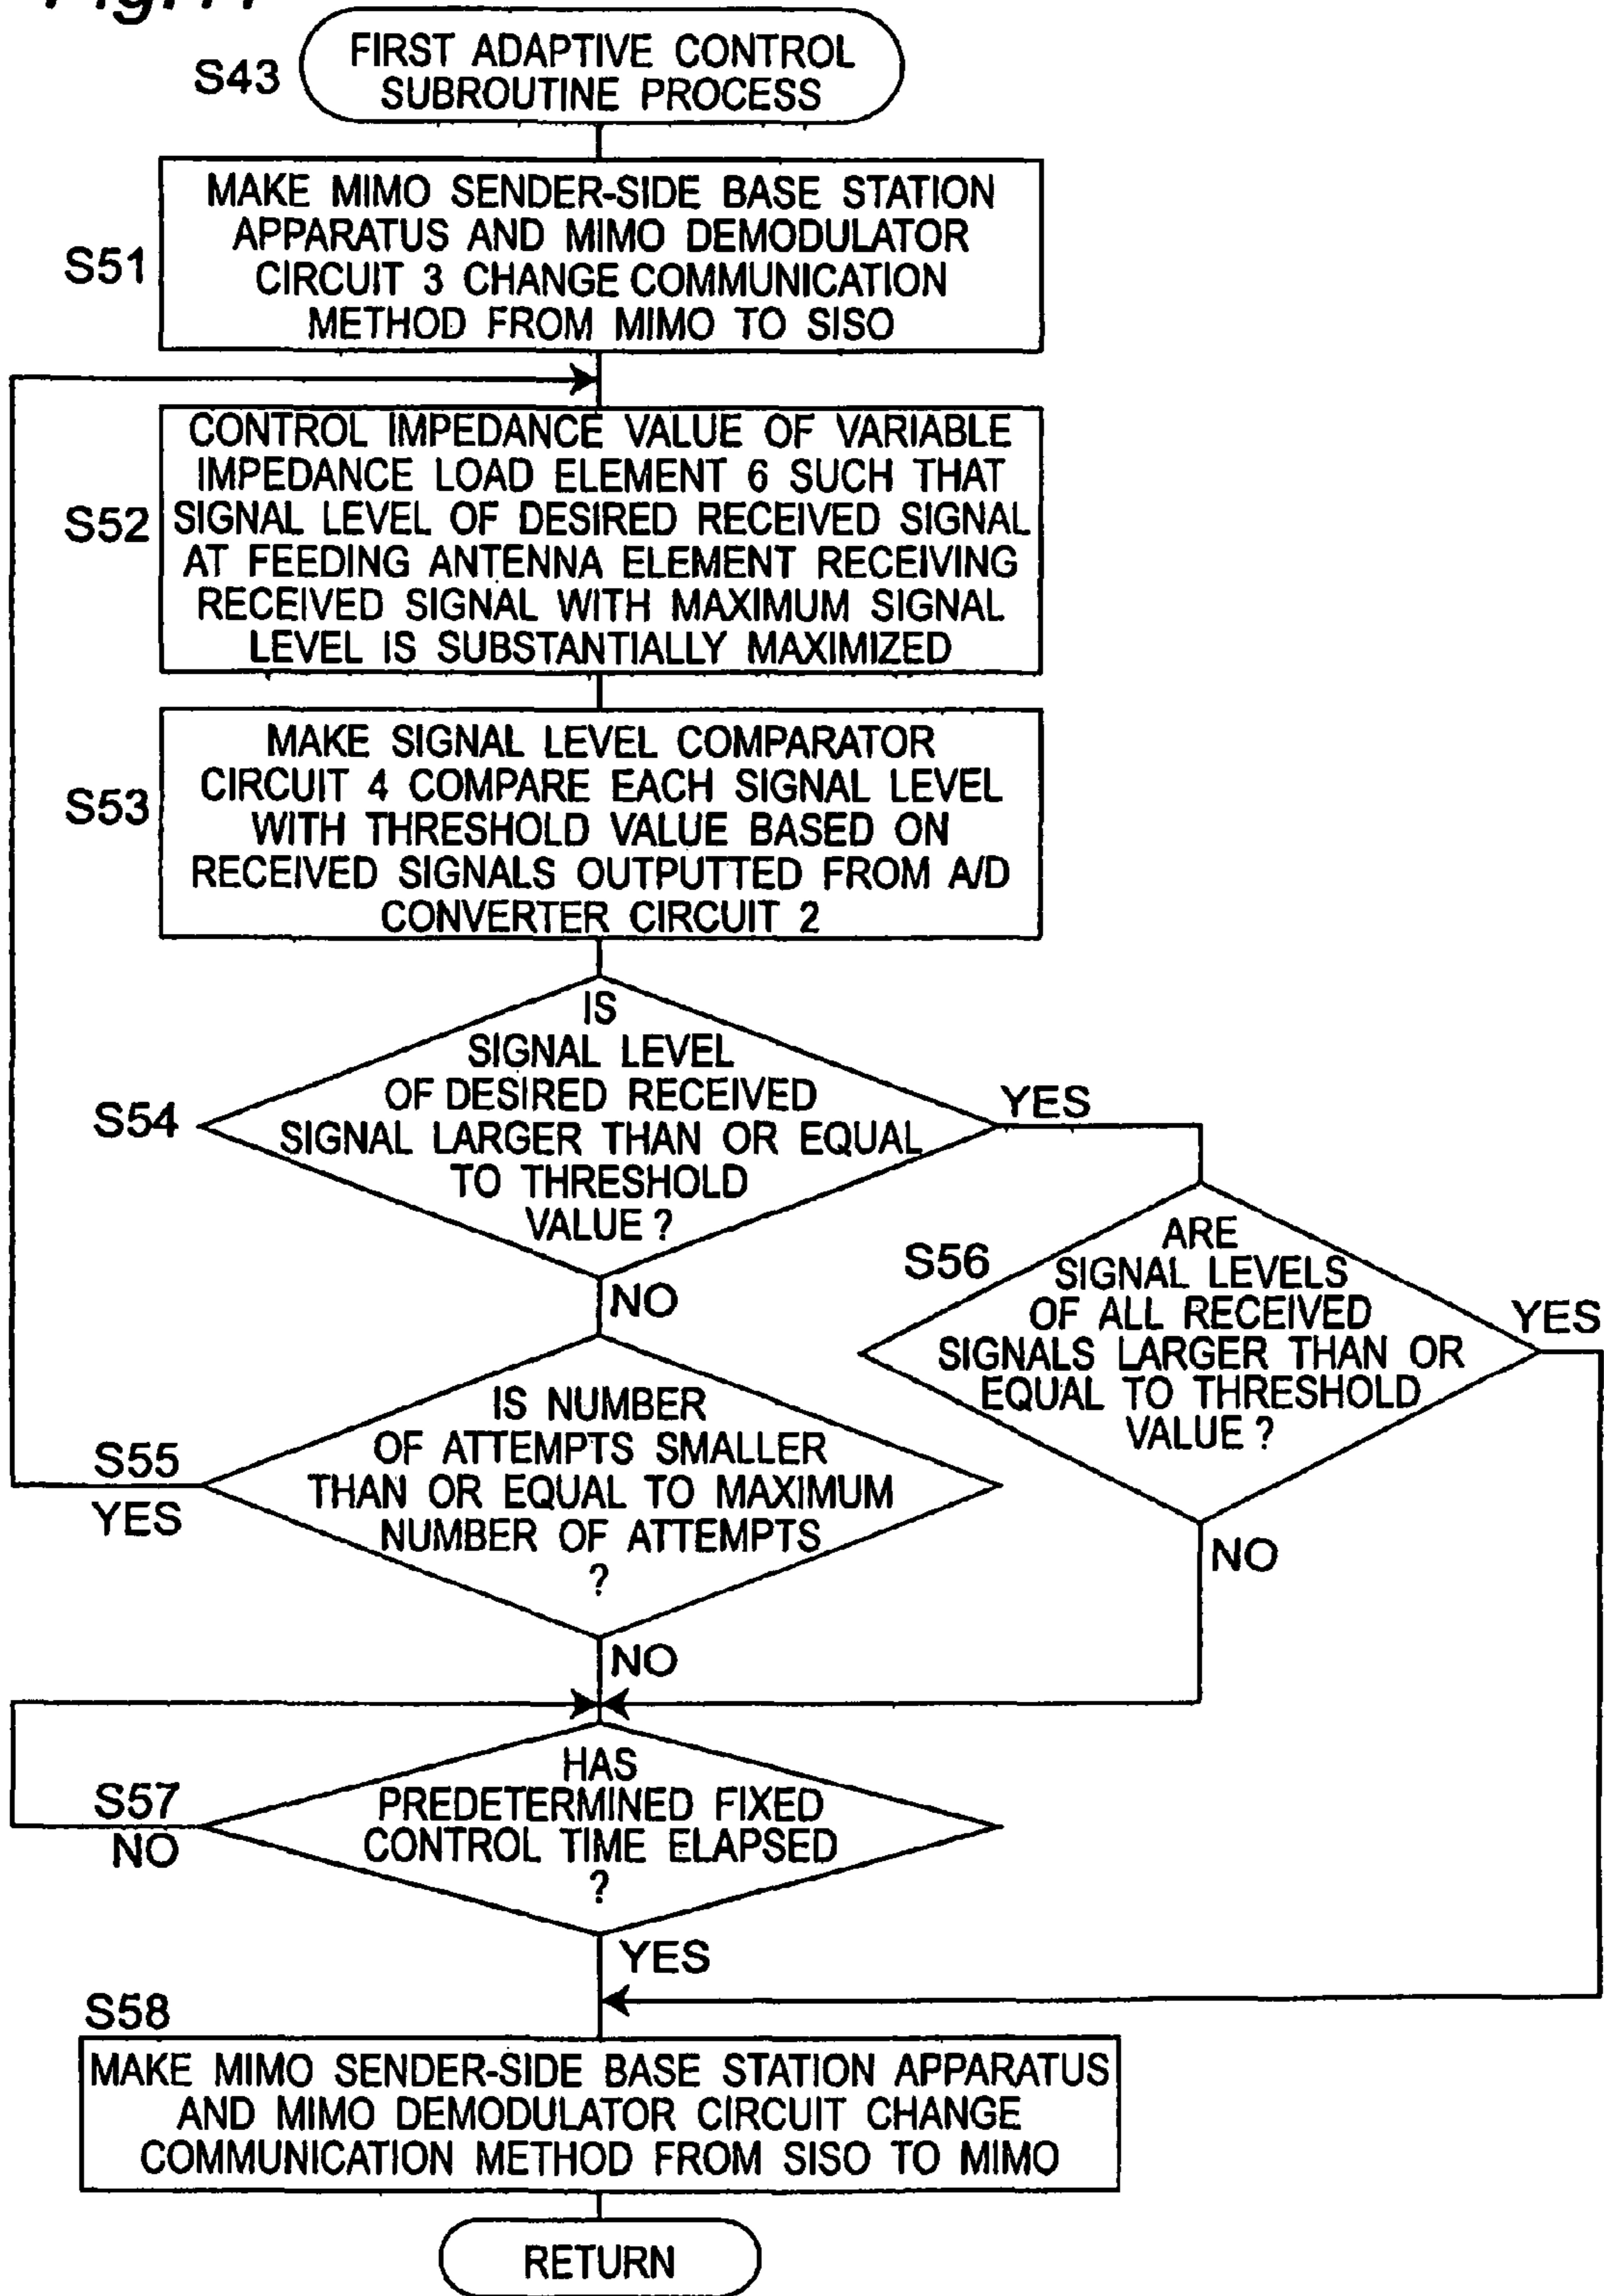 S43
FIRST ADAPTIVE CONTROL
SUBROUTINE PROCESS
S51
MAKE MIMO SENDER-SIDE BASE STATION
APPARATUS AND MIMO DEMODULATOR
CIRCUIT 3 CHANGE COMMUNICATION
METHOD FROM MIMO TO SISO
S52
CONTROL IMPEDANCE VALUE OF VARIABLE
IMPEDANCE LOAD ELEMENT 6 SUCH THAT
SIGNAL LEVEL OF DESIRED RECEIVED SIGNAL
AT FEEDING ANTENNA ELEMENT RECEIVING
RECEIVED SIGNAL WITH MAXIMUM SIGNAL
LEVEL IS SUBSTANTIALLY MAXIMIZED
S53
MAKE SIGNAL LEVEL COMPARATOR
CIRCUIT 4 COMPARE EACH SIGNAL LEVEL
WITH THRESHOLD VALUE BASED ON
RECEIVED SIGNALS OUTPUTTED FROM A/D
CONVERTER CIRCUIT 2
S54
IS
SIGNAL LEVEL
OF DESIRED RECEIVED
SIGNAL LARGER THAN OR EQUAL
TO THRESHOLD
VALUE ?
YES
NO
S56
ARE
SIGNAL LEVELS
OF ALL RECEIVED
SIGNALS LARGER THAN OR
EQUAL TO THRESHOLD
VALUE ?
YES
NO
S55
YES
IS NUMBER
OF ATTEMPTS SMALLER
THAN OR EQUAL TO MAXIMUM
NUMBER OF ATTEMPTS
?
NO
S57
NO
HAS
PREDETERMINED FIXED
CONTROL TIME ELAPSED
?
YES
S58
MAKE MIMO SENDER-SIDE BASE STATION APPARATUS
AND MIMO DEMODULATOR CIRCUIT CHANGE
COMMUNICATION METHOD FROM SISO TO MIMO
RETURN